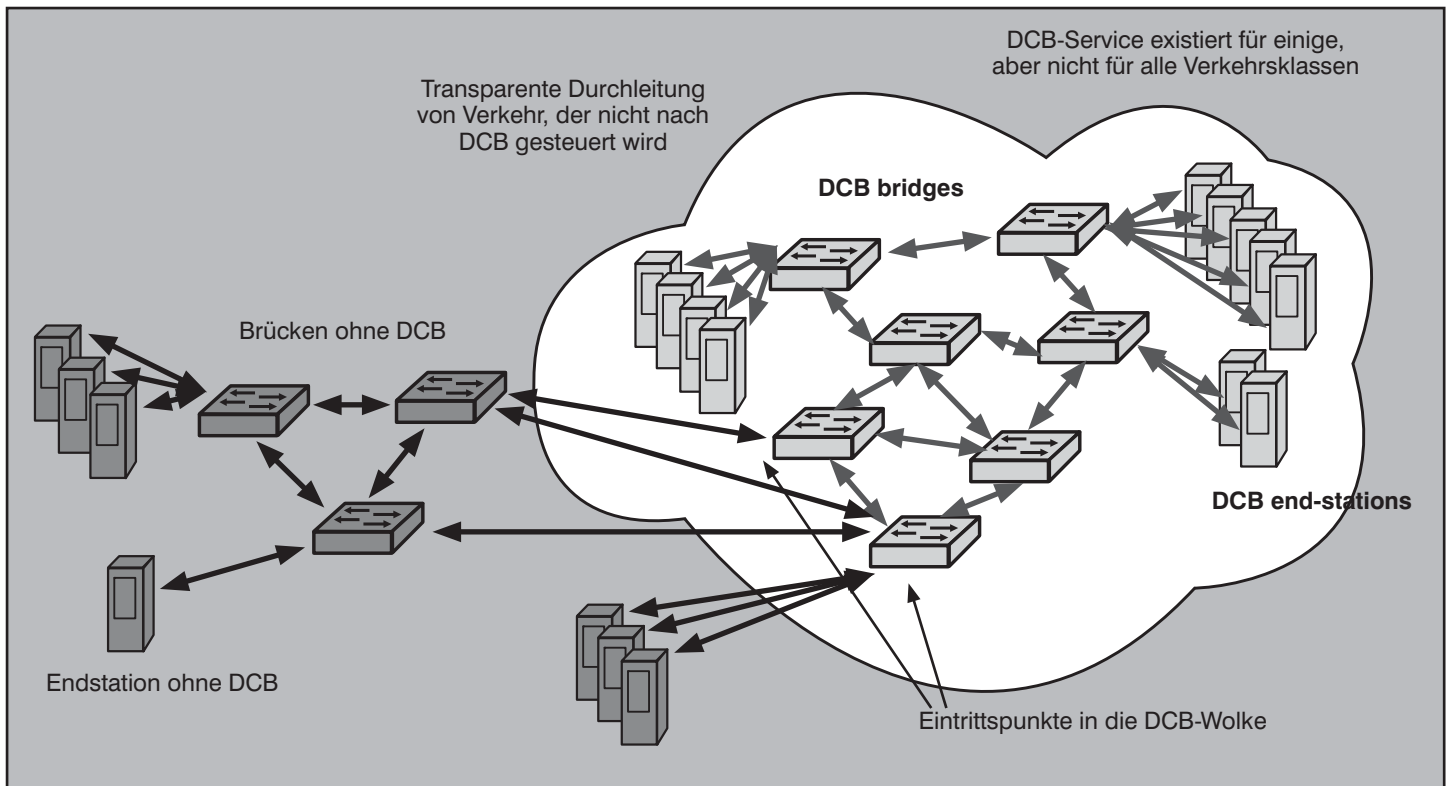 DCB-Service existiert für einige,
aber nicht für alle Verkehrsklassen
Transparente Durchleitung
von Verkehr, der nicht nach
DCB gesteuert wird
DCB bridges
Brücken ohne DCB
DCB end-stations
Endstation ohne DCB
Eintrittspunkte in die DCB-Wolke